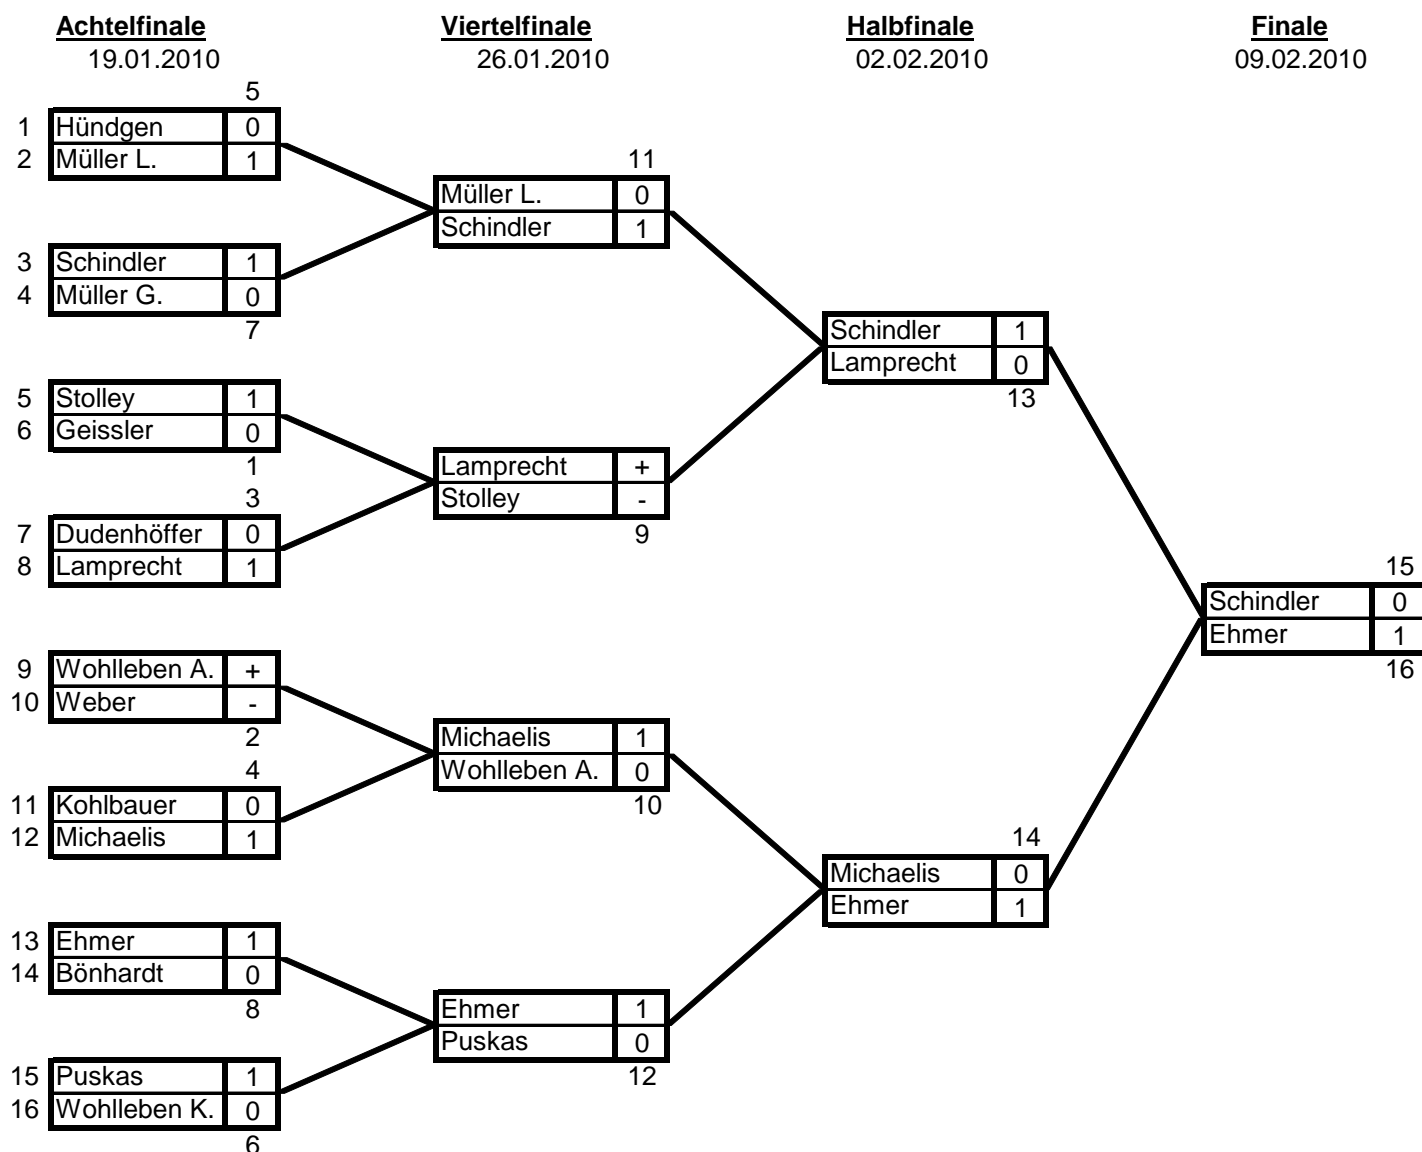 Achtelfinale Viertelfinale Halbfinale Finale
19.01.2010 26.01.2010 02.02.2010 09.02.2010
5
1 Hündgen 0
2 Müller L. 1
11
Müller L. 0
Schindler 1
3 Schindler 1
4 Müller G. 0
7
Schindler 1
Lamprecht 0
13
5 Stolley 1
6 Geissler 0
1
Lamprecht +
Stolley -
9
3
7 Dudenhöffer 0
8 Lamprecht 1
15
Schindler 0
Ehmer 1
16
9 Wohlleben A. +
10 Weber -
2
Michaelis 1
Wohlleben A. 0
10
4
11 Kohlbauer 0
12 Michaelis 1
14
Michaelis 0
Ehmer 1
13 Ehmer 1
14 Bönhardt 0
8
Ehmer 1
Puskas 0
12
15 Puskas 1
16 Wohlleben K. 0
6